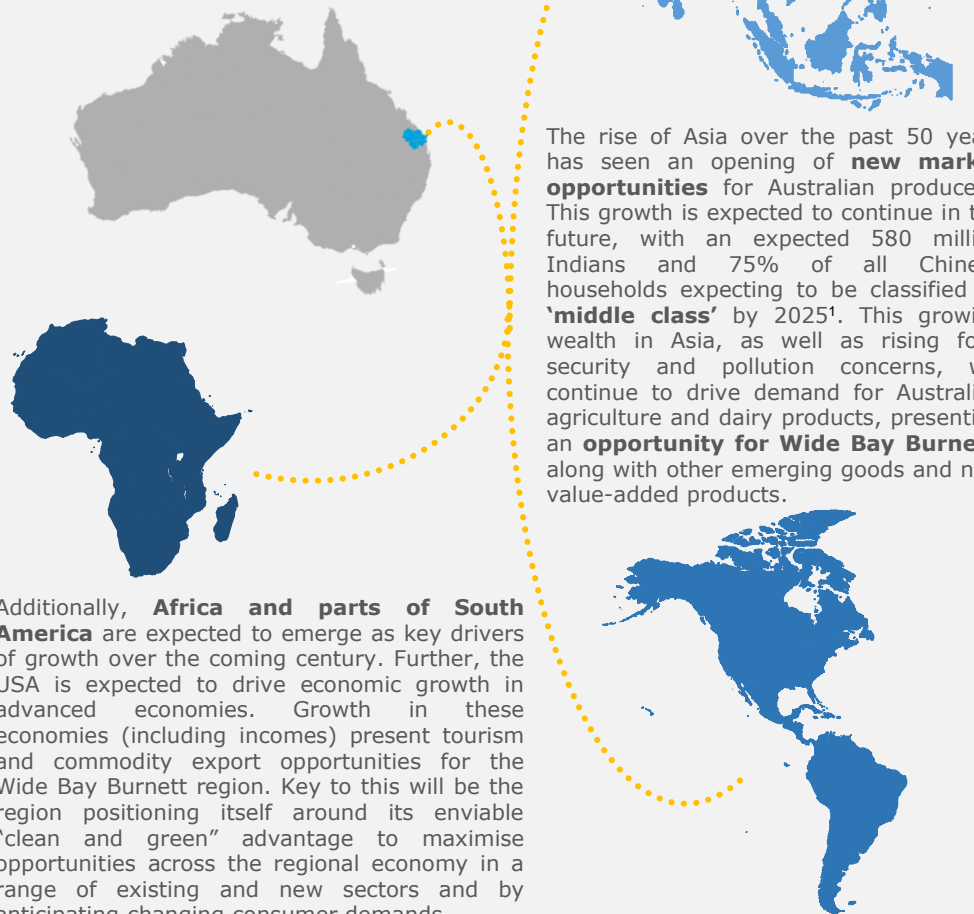 The rise of Asia over the past 50 yea
has seen an opening of new mark
opportunities for Australian produce
This growth is expected to continue in t
future, with an expected 580 milli
Indians and 75% of all Chine
households expecting to be classified
‘middle class’ by 2025¹. This growi
wealth in Asia, as well as rising fo
security and pollution concerns, w
continue to drive demand for Australi
agriculture and dairy products, presenti
an opportunity for Wide Bay Burne
along with other emerging goods and n
value-added products.
Additionally, Africa and parts of South
America are expected to emerge as key drivers
of growth over the coming century. Further, the
USA is expected to drive economic growth in
advanced economies. Growth in these
economies (including incomes) present tourism
and commodity export opportunities for the
Wide Bay Burnett region. Key to this will be the
region positioning itself around its enviable
“clean and green” advantage to maximise
opportunities across the regional economy in a
range of existing and new sectors and by
anticipating changing consumer demands